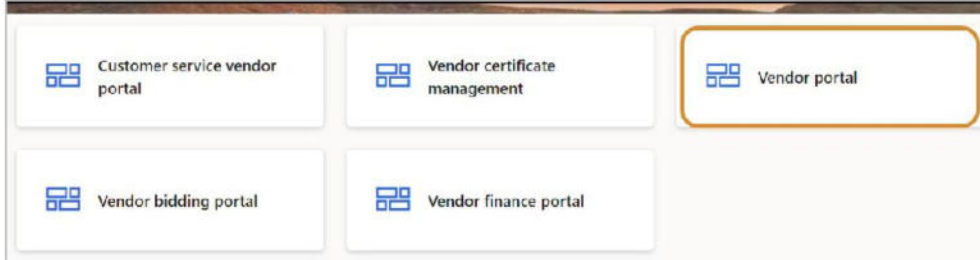 Customer service vendor
portal
Vendor certificate
management
Vendor portal
Vendor bidding portal
Vendor finance portal